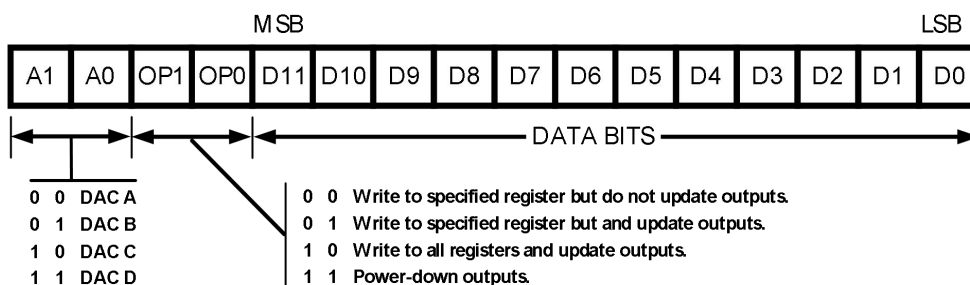 MSB LSB
A1 A0 OP1 OP0 D11 D10 D9 D8 D7 D6 D5 D4 D3 D2 D1 D0
DATA BITS
0 0 DAC A
0 1 DAC B
1 0 DAC C
1 1 DAC D
0 0 Write to specified register but do not update outputs.
0 1 Write to specified register but and update outputs.
1 0 Write to all registers and update outputs.
1 1 Power-down outputs.